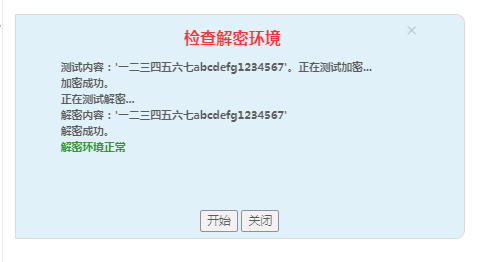 检查解密环境
×
测试内容：'一二三四五六七abcdefg1234567'。正在测试加密...
加密成功。
正在测试解密...
解密内容：'一二三四五六七abcdefg1234567'
解密成功。
解密环境正常
开始 关闭